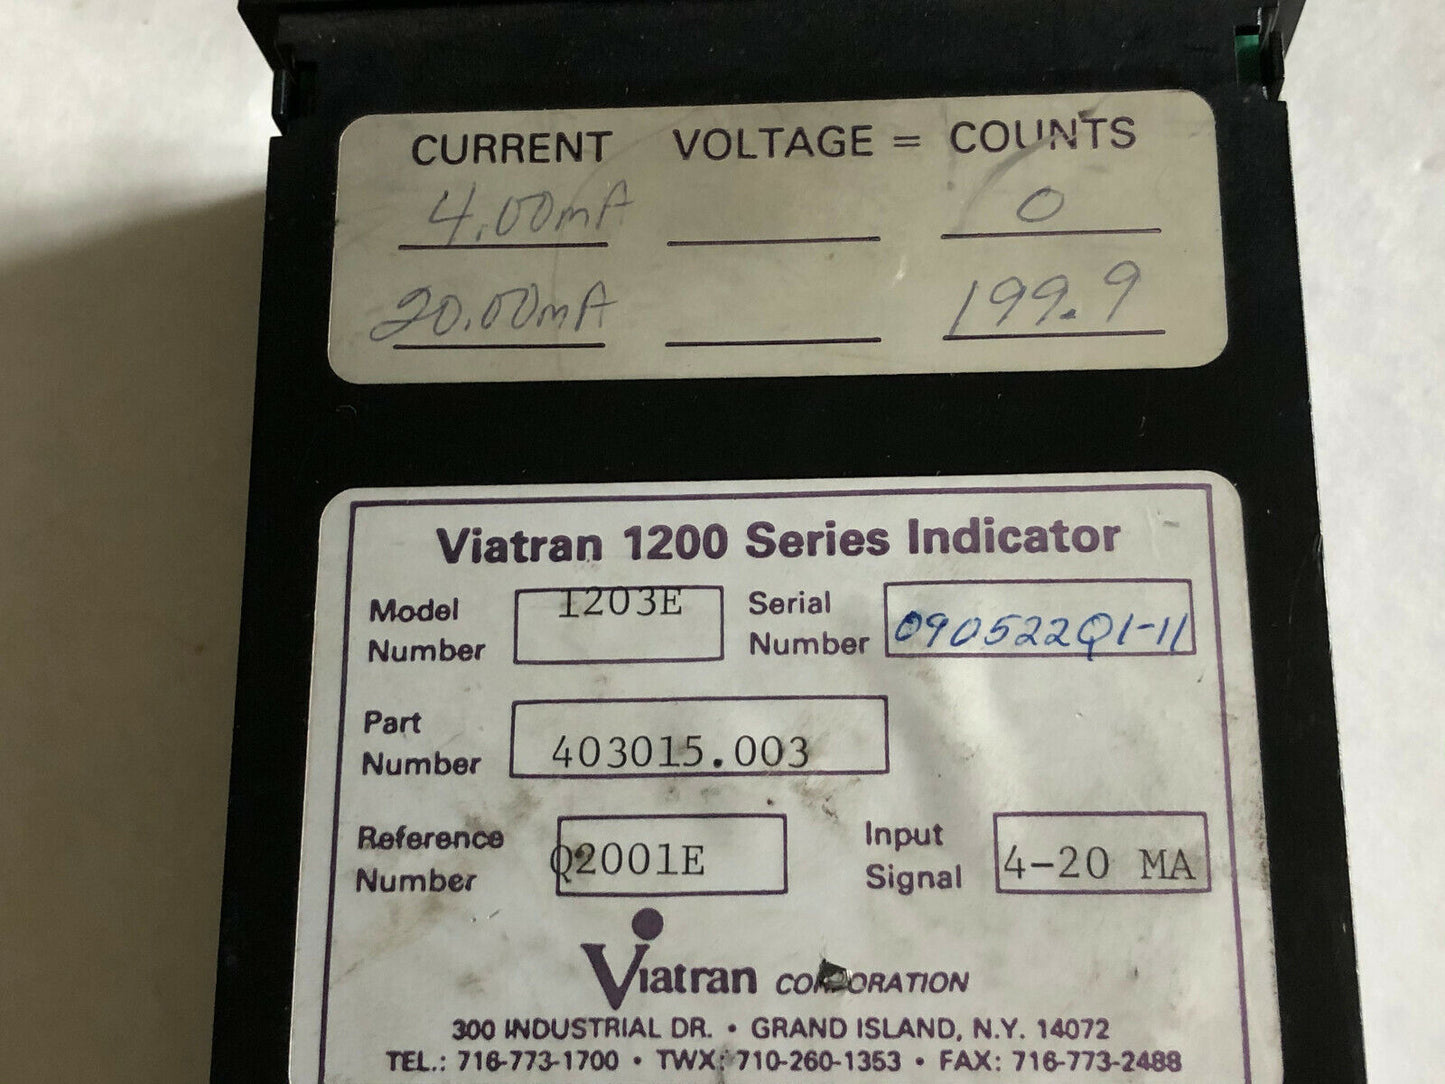 CURRENT VOLTAGE = COUNTS
4.00mA 0
20.00mA 199.9
Viatran 1200 Series Indicator
Model Number 1203E Serial Number 090522Q1-11
Part Number 403015.003
Reference Number Q2001E Input Signal 4-20 MA
Viatran CORPORATION
300 INDUSTRIAL DR. • GRAND ISLAND, N.Y. 14072
TEL.: 716-773-1700 • TWX: 710-260-1353 • FAX: 716-773-2488